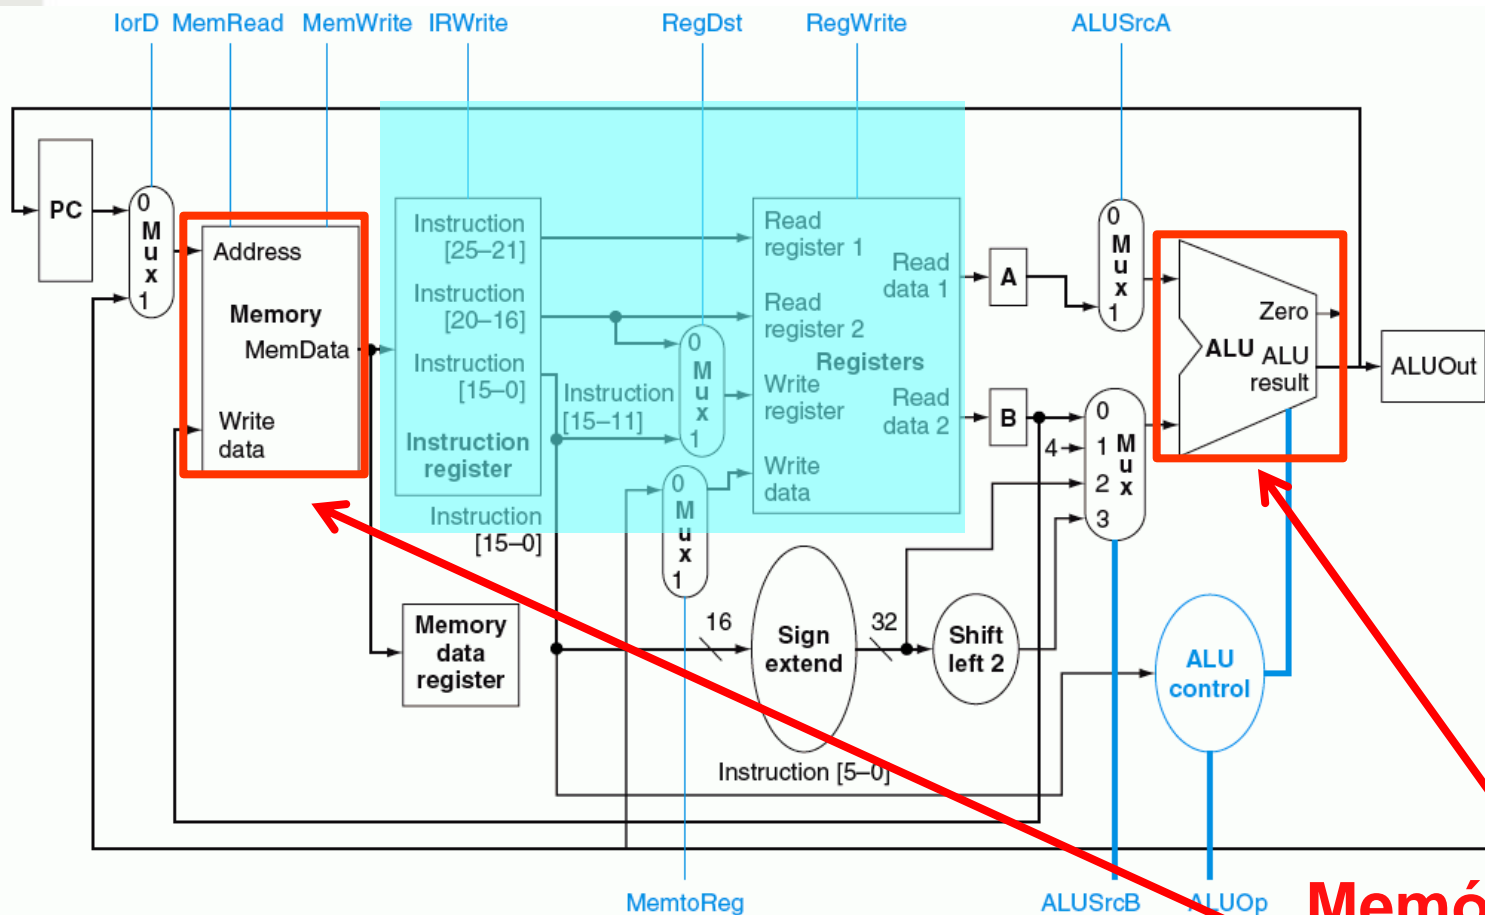 IorD MemRead MemWrite IRWrite RegDst RegWrite ALUSrcA
PC
0
M
u
x
1
Address
Memory
MemData
Write
data
Instruction
[25–21]
Instruction
[20–16]
Instruction
[15–0]
Instruction
register
Instruction
[15–0]
Instruction
[15–11]
0
M
u
x
1
0
M
u
x
1
Read
register 1
Read
register 2
Registers
Write
register
Write
data
Read
data 1
Read
data 2
A
B
4
0
M
u
x
1
0
1
2
3
M
u
x
Zero
ALU
ALU
result
ALUOut
Memory
data
register
16
Sign
extend
32
Shift
left 2
ALU
control
Instruction [5–0]
MemtoReg ALUSrcB ALUOp
Memó